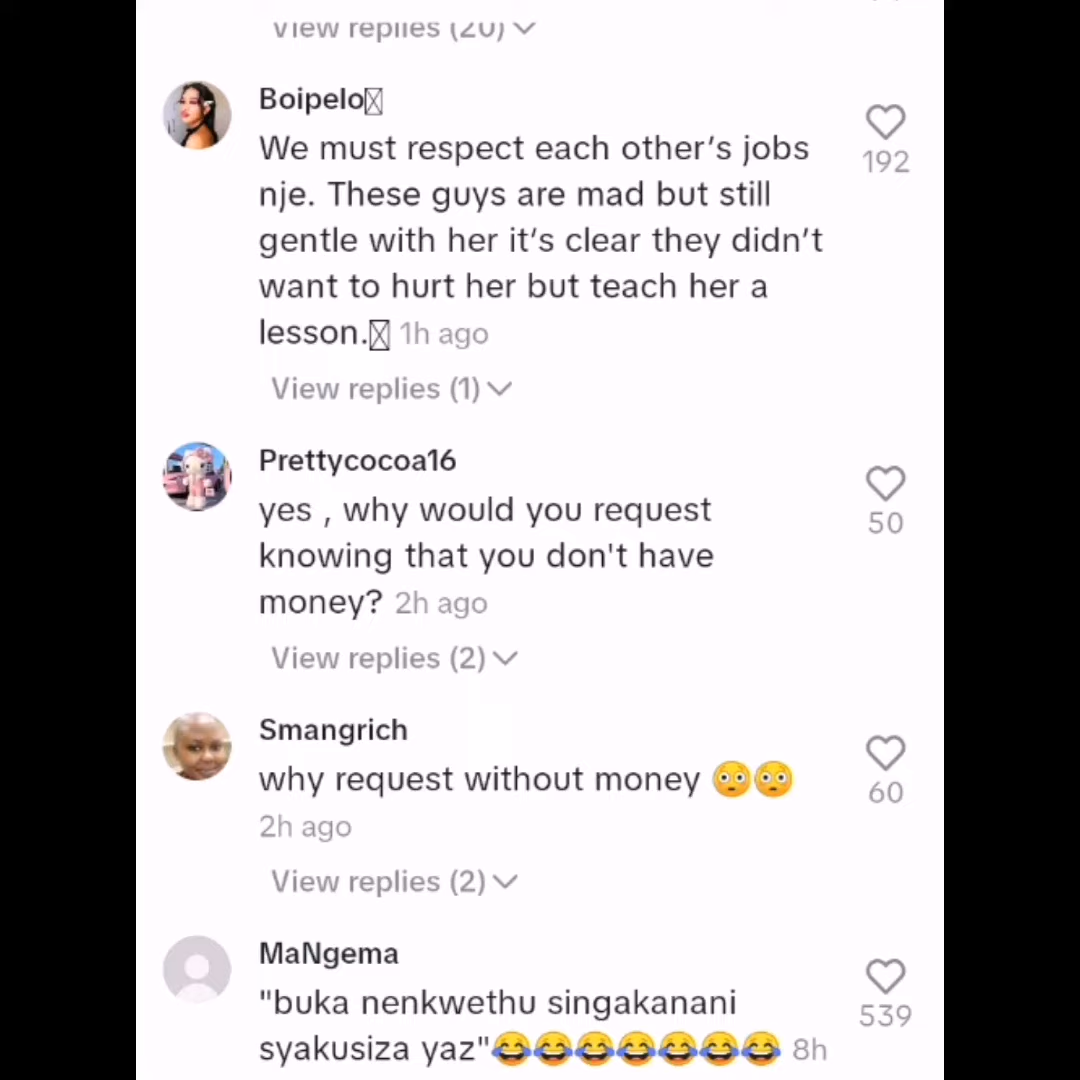 View replies (20)
Boipelo
192
We must respect each other's jobs
nje. These guys are mad but still
gentle with her it's clear they didn't
want to hurt her but teach her a
lesson. 1h ago
View replies (1)
Prettycocoa16
50
yes , why would you request
knowing that you don't have
money? 2h ago
View replies (2)
Smangrich
60
why request without money 😳😳
2h ago
View replies (2)
MaNgema
539
"buka nenkwethu singakanani
syakusiza yaz"😂😂😂😂😂😂😂 8h